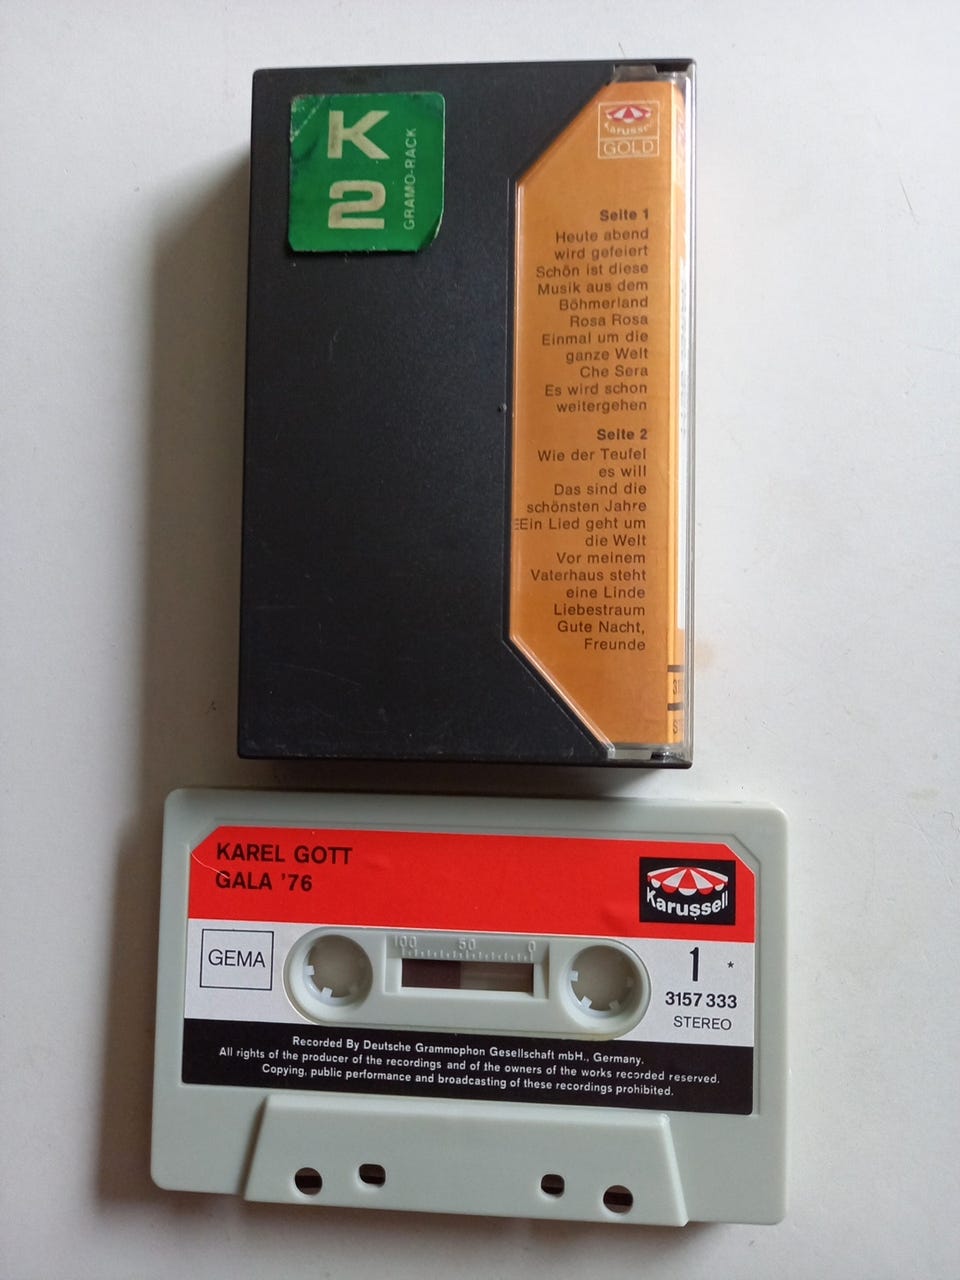 K
2
GRAMO-RACK
Karussell
GOLD
Seite 1
Heute abend
wird gefeiert
Schön ist diese
Musik aus dem
Böhmerland
Rosa Rosa
Einmal um die
ganze Welt
Che Sera
Es wird schon
weitergehen
Seite 2
Wie der Teufel
es will
Das sind die
schönsten Jahre
Ein Lied geht um
die Welt
Vor meinem
Vaterhaus steht
eine Linde
Liebestraum
Gute Nacht,
Freunde
KAREL GOTT
GALA '76
Karussell
GEMA
100 50 0
1 *
3157 333
STEREO
Recorded By Deutsche Grammophon Gesellschaft mbH., Germany.
All rights of the producer of the recordings and of the owners of the works recorded reserved.
Copying, public performance and broadcasting of these recordings prohibited.